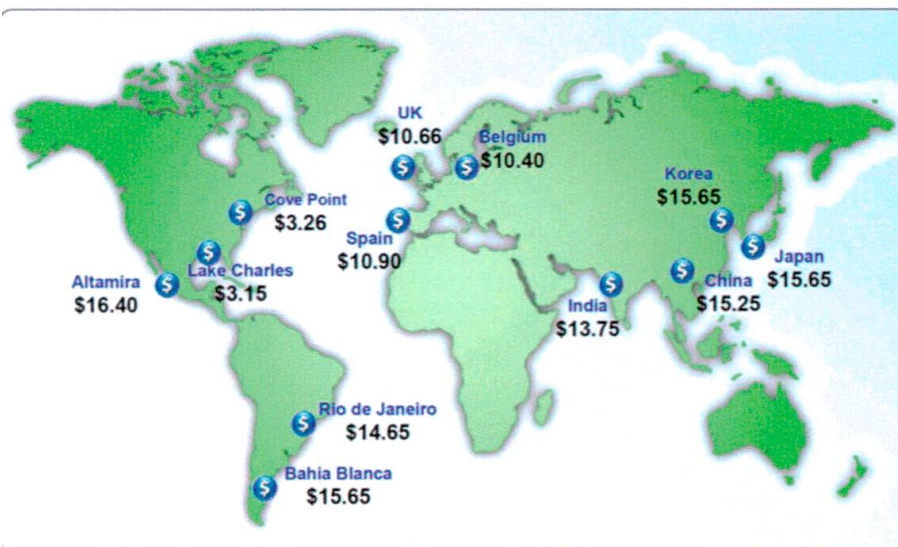 UK
$10.66
Belgium
$10.40
Korea
$15.65
Cove Point
$3.26
Spain
$10.90
Japan
$15.65
Altamira
$16.40
Lake Charles
$3.15
China
$15.25
India
$13.75
Rio de Janeiro
$14.65
Bahia Blanca
$15.65